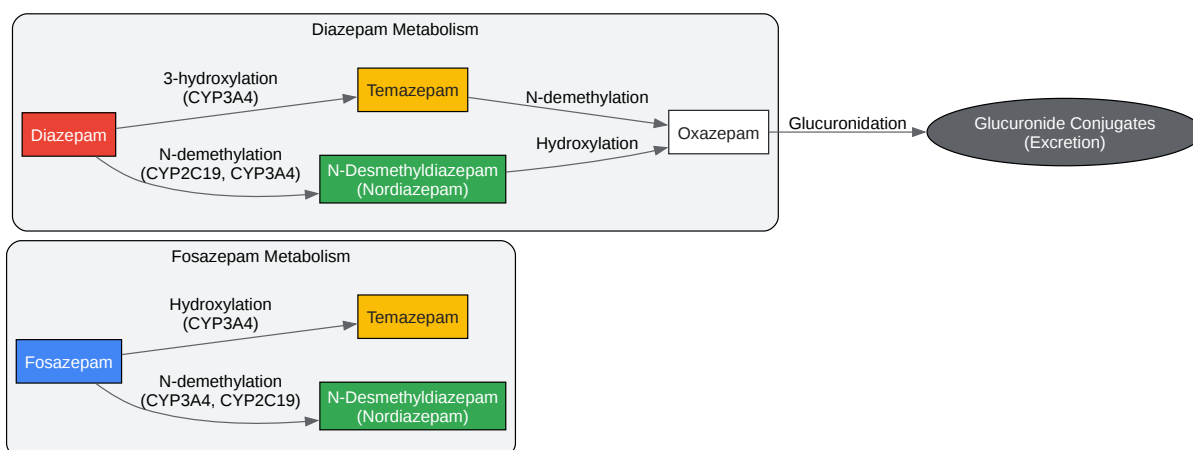 Diazepam Metabolism
3-hydroxylation
(CYP3A4)
Temazepam
N-demethylation
Diazepam
Oxazepam
Glucuronidation
Glucuronide Conjugates
(Excretion)
N-demethylation
(CYP2C19, CYP3A4)
Hydroxylation
N-Desmethyldiazepam
(Nordiazepam)
Fosazepam Metabolism
Hydroxylation
(CYP3A4)
Temazepam
Fosazepam
N-demethylation
(CYP3A4, CYP2C19)
N-Desmethyldiazepam
(Nordiazepam)